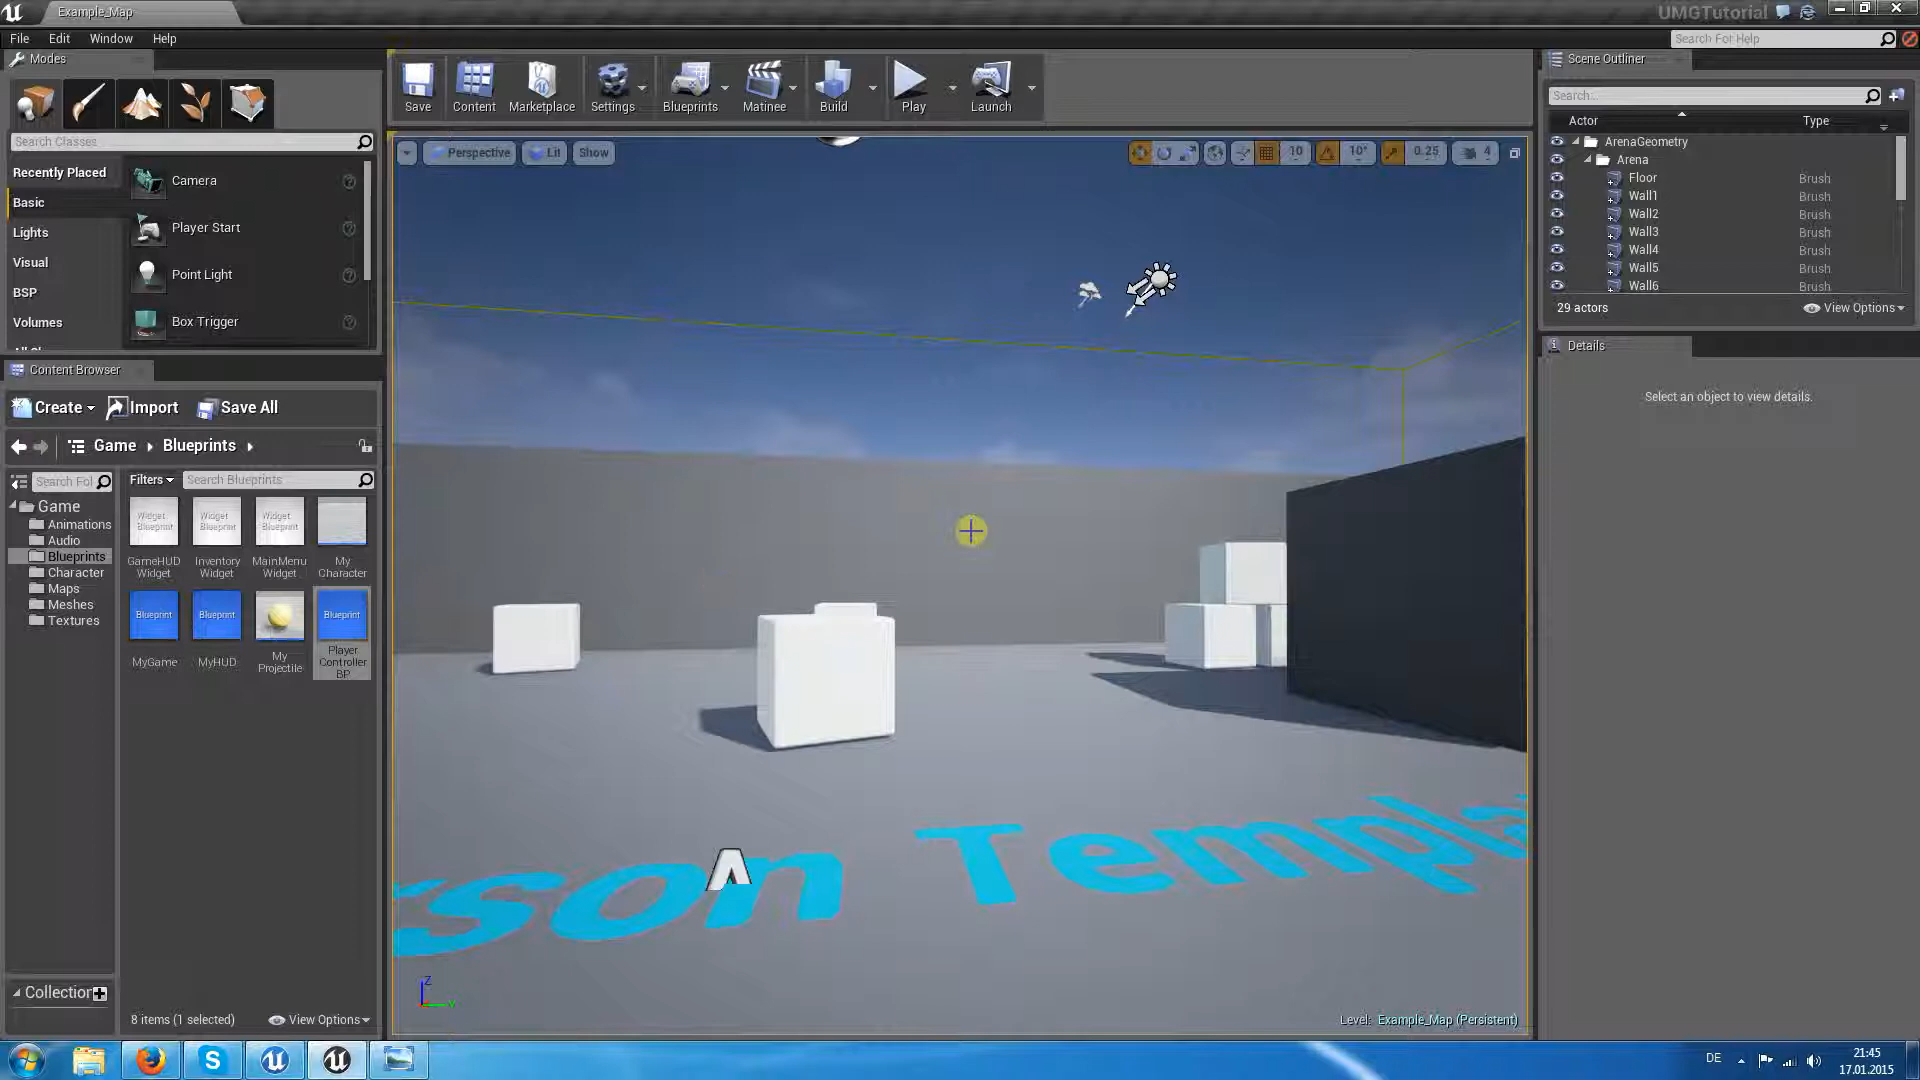 Example_Map
UMGTutorial
File Edit Window Help
Search For Help
Modes
Search Classes
Recently Placed
Basic
Lights
Visual
BSP
Volumes
Camera
Player Start
Point Light
Box Trigger
Save
Content
Marketplace
Settings
Blueprints
Matinee
Build
Play
Launch
Perspective
Lit
Show
10
10°
0.25
4
Scene Outliner
Search...
Actor Type
ArenaGeometry
Arena
Floor Brush
Wall1 Brush
Wall2 Brush
Wall3 Brush
Wall4 Brush
Wall5 Brush
Wall6 Brush
29 actors
View Options
Details
Select an object to view details.
Content Browser
Create
Import
Save All
Game
Blueprints
Search Fol
Filters
Search Blueprints
Game
Animations
Audio
Blueprints
Character
Maps
Meshes
Textures
Widget Blueprint
Widget Blueprint
Widget Blueprint
GameHUD Widget
Inventory Widget
MainMenu Widget
My Character
Blueprint
Blueprint
Blueprint
MyGame
MyHUD
My Projectile
Player Controller BP
Collection
8 items (1 selected)
View Options
rson Templa
Z
Level: Example_Map (Persistent)
DE
21:45
17.01.2015